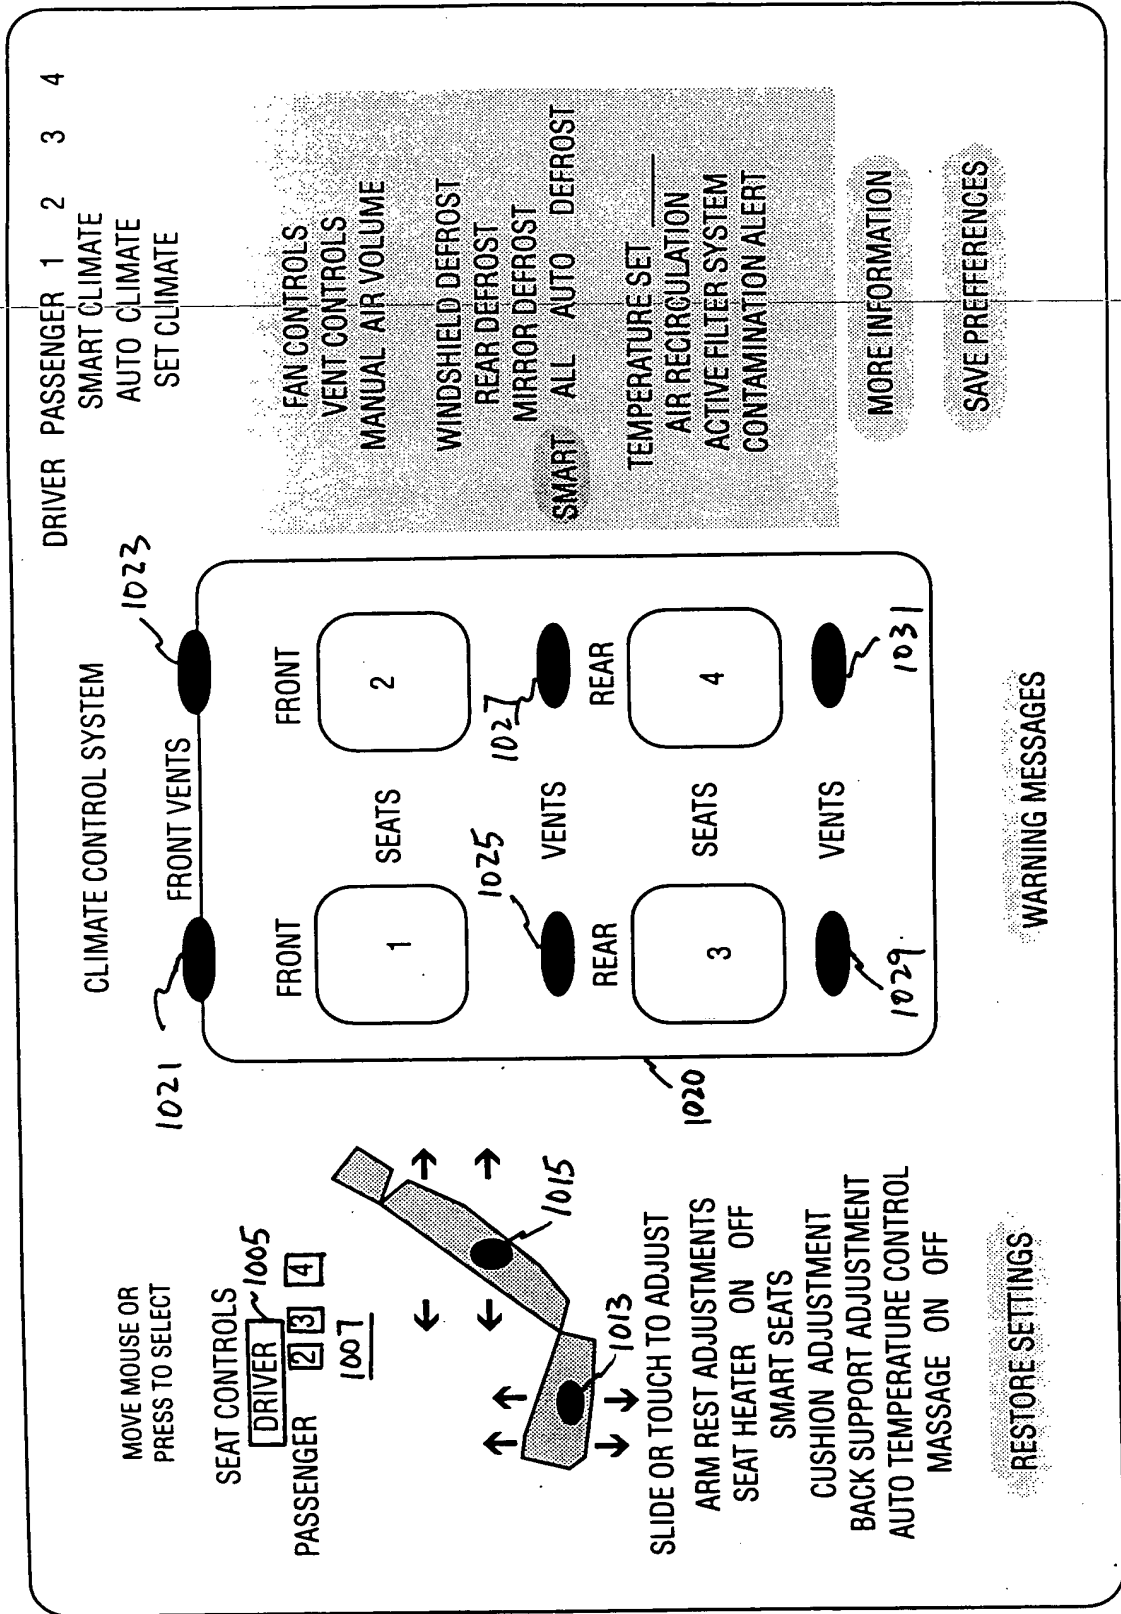 MOVE MOUSE OR
PRESS TO SELECT
SEAT CONTROLS
DRIVER 1005
PASSENGER 2 3 4
1007
1015
1013
SLIDE OR TOUCH TO ADJUST
ARM REST ADJUSTMENTS
SEAT HEATER ON OFF
SMART SEATS
CUSHION ADJUSTMENT
BACK SUPPORT ADJUSTMENT
AUTO TEMPERATURE CONTROL
MASSAGE ON OFF
RESTORE SETTINGS
CLIMATE CONTROL SYSTEM
1021 FRONT VENTS 1023
FRONT FRONT
1 SEATS 2
1025 1027
VENTS
REAR REAR
3 SEATS 4
VENTS
1029 1031
1020
WARNING MESSAGES
DRIVER PASSENGER 1 2 3 4
SMART CLIMATE
AUTO CLIMATE
SET CLIMATE
FAN CONTROLS
VENT CONTROLS
MANUAL AIR VOLUME
WINDSHIELD DEFROST
REAR DEFROST
MIRROR DEFROST
SMART ALL AUTO DEFROST
TEMPERATURE SET ___
AIR RECIRCULATION
ACTIVE FILTER SYSTEM
CONTAMINATION ALERT
MORE INFORMATION
SAVE PREFERENCES